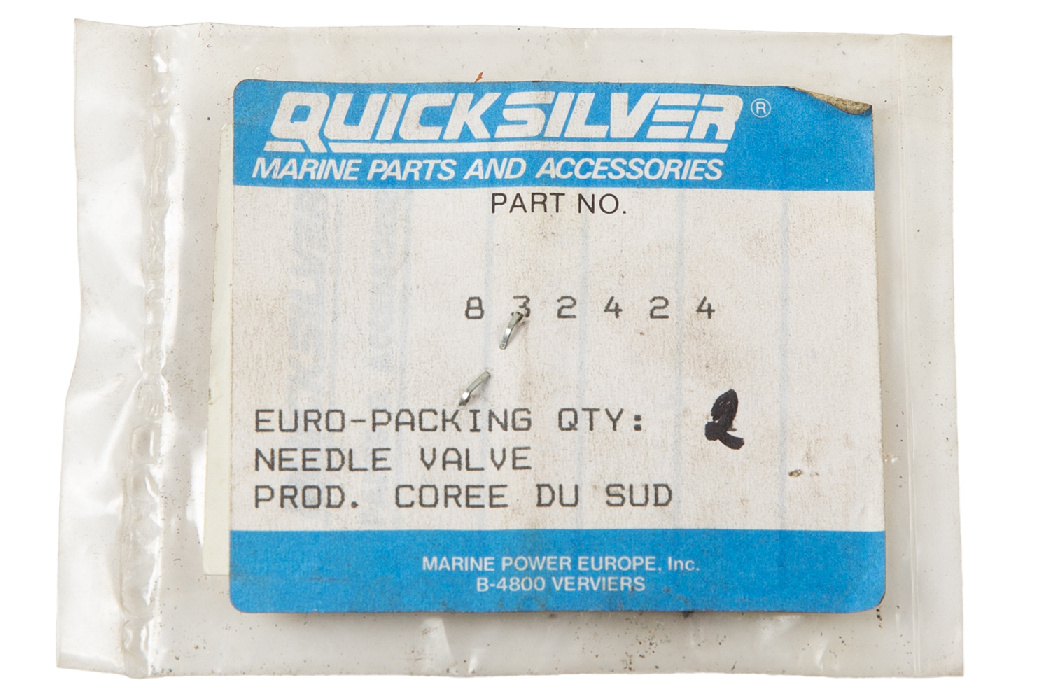 QUICKSILVER®
MARINE PARTS AND ACCESSORIES
PART NO.
832424
EURO-PACKING QTY: 2
NEEDLE VALVE
PROD. COREE DU SUD
MARINE POWER EUROPE, Inc.
B-4800 VERVIERS